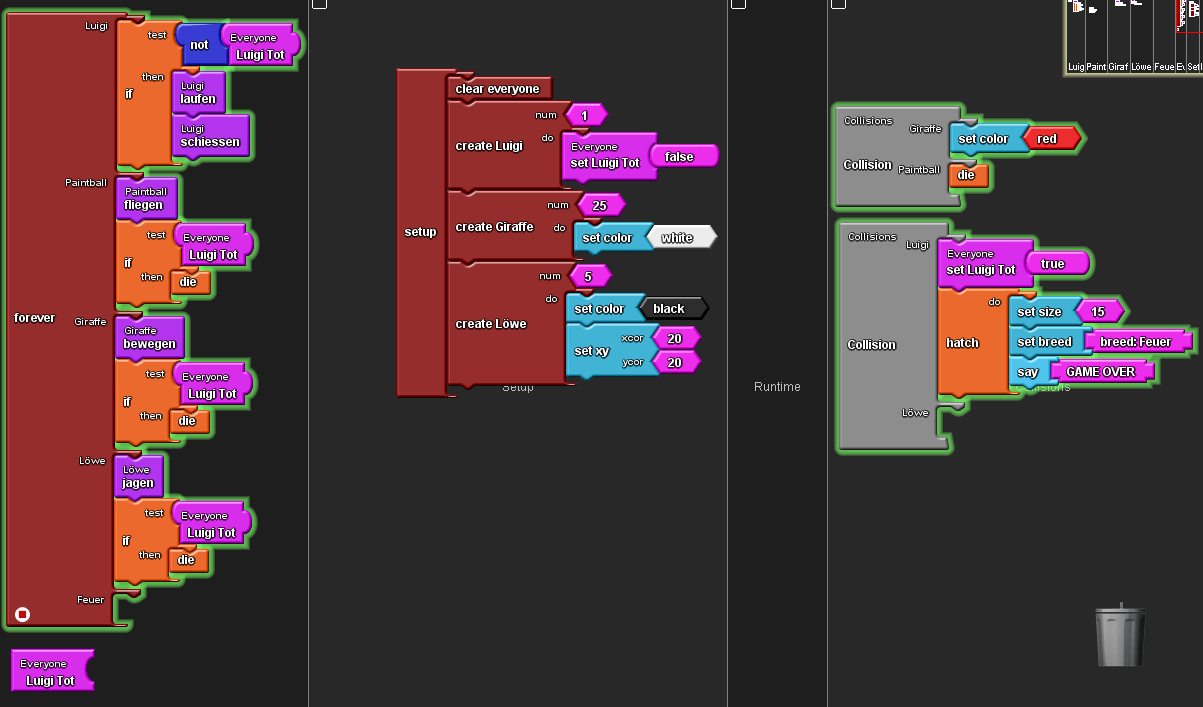 Luigi
test
not
Everyone
Luigi Tot
then
if
Luigi
laufen
Luigi
schiessen
Paintball
Paintball
fliegen
test
Everyone
Luigi Tot
if
then
die
forever
Giraffe
Giraffe
bewegen
test
Everyone
Luigi Tot
if
then
die
Löwe
Löwe
jagen
test
Everyone
Luigi Tot
if
then
die
Feuer
Everyone
Luigi Tot
setup
clear everyone
num
1
create Luigi
do
Everyone
set Luigi Tot
false
num
25
create Giraffe
do
set color
white
num
5
do
create Löwe
set color
black
set xy
xcor
20
ycor
20
Setup
Runtime
Luig Paint Giraf Löwe Feue
Collisions
Giraffe
set color
red
Collision
Paintball
die
Collisions
Luigi
Everyone
set Luigi Tot
true
do
set size
15
Collision
hatch
set breed
breed: Feuer
say
GAME OVER
Löwe